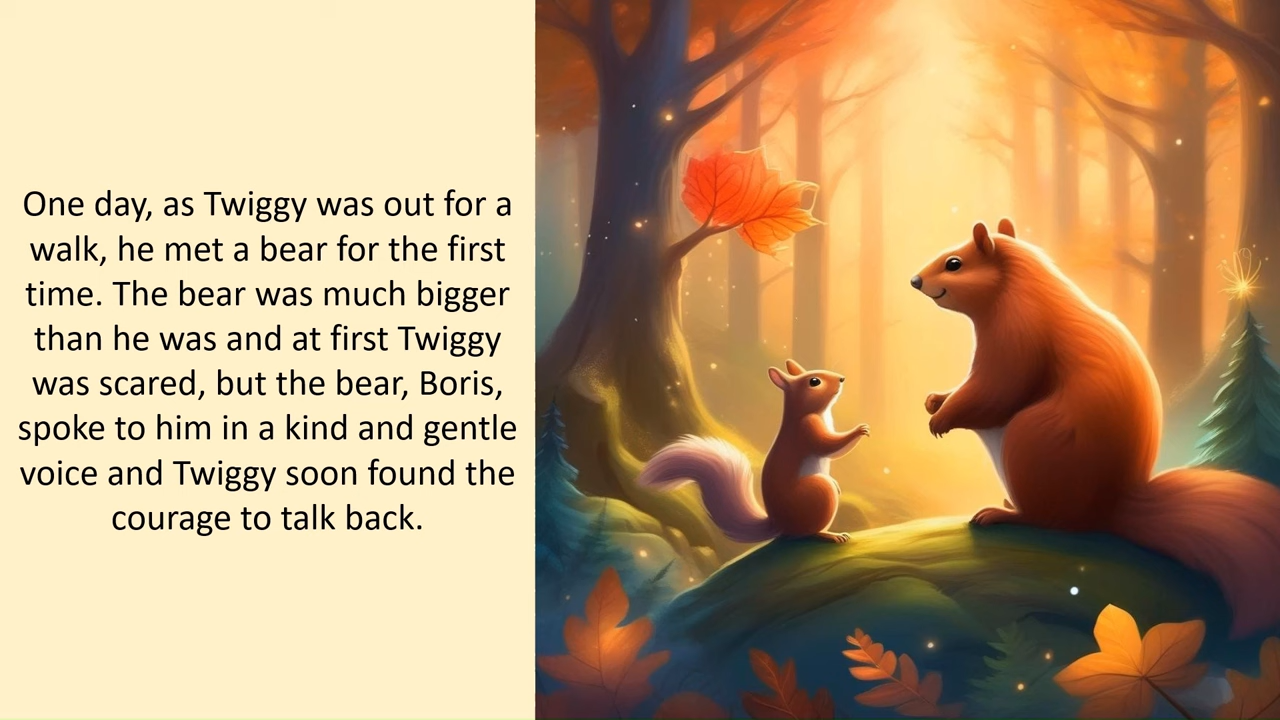 One day, as Twiggy was out for a
walk, he met a bear for the first
time. The bear was much bigger
than he was and at first Twiggy
was scared, but the bear, Boris,
spoke to him in a kind and gentle
voice and Twiggy soon found the
courage to talk back.